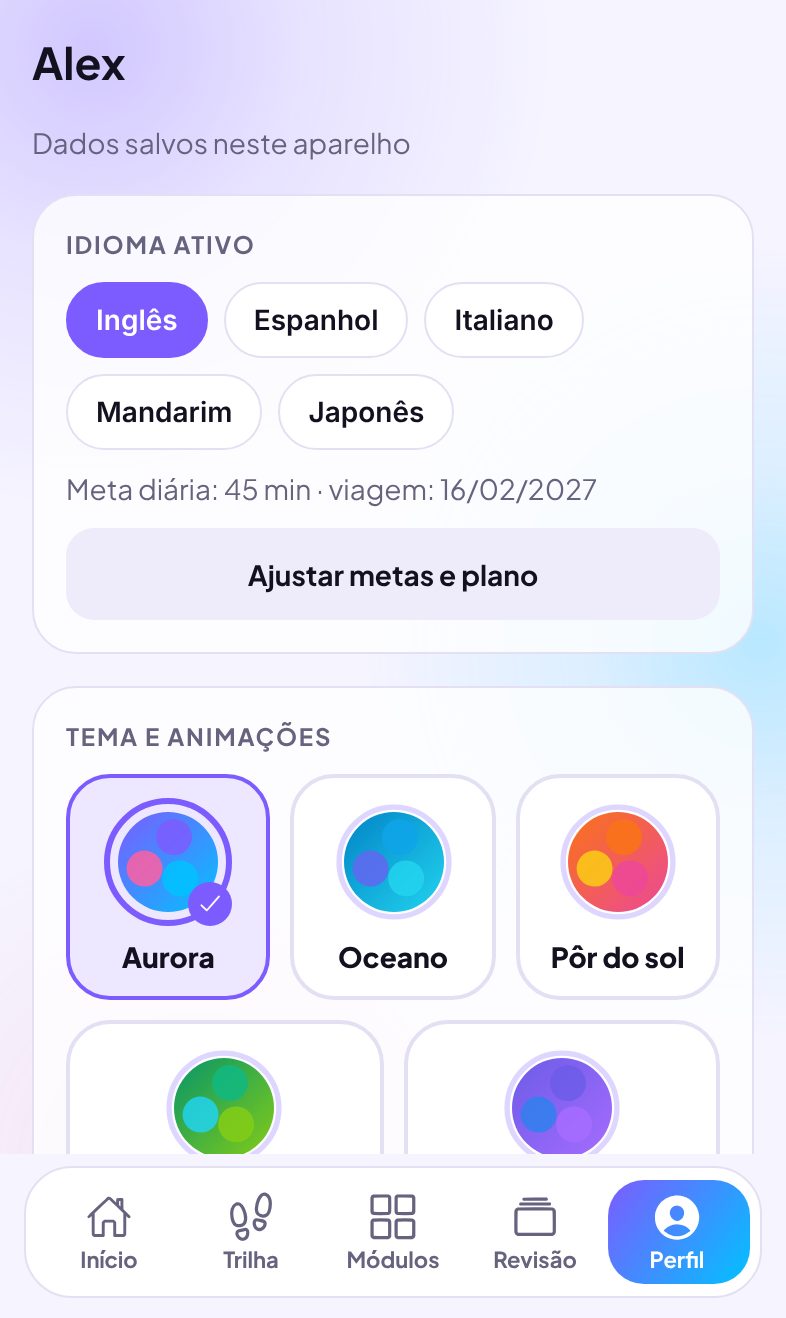 Alex
Dados salvos neste aparelho
IDIOMA ATIVO
Inglês Espanhol Italiano
Mandarim Japonês
Meta diária: 45 min · viagem: 16/02/2027
Ajustar metas e plano
TEMA E ANIMAÇÕES
Aurora Oceano Pôr do sol
Início Trilha Módulos Revisão Perfil